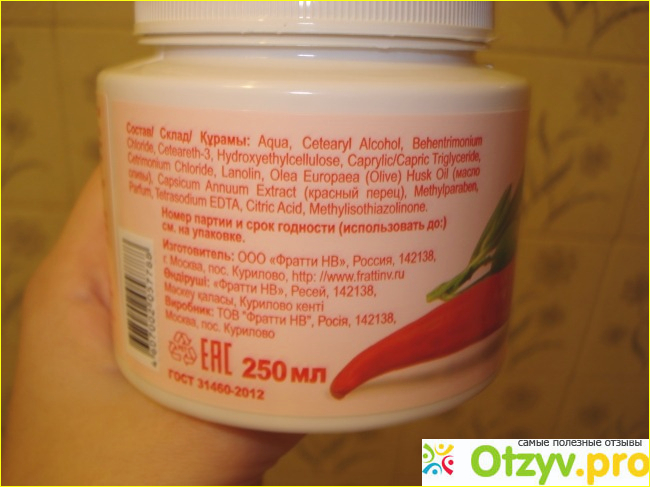 Состав/ Склад/ Құрамы: Aqua, Cetearyl Alcohol, Behentrimonium
Chloride, Ceteareth-3, Hydroxyethylcellulose, Caprylic/Capric Triglyceride,
Cetrimonium Chloride, Lanolin, Olea Europaea (Olive) Husk Oil (масло
оливы), Capsicum Annuum Extract (красный перец), Methylparaben,
Parfum, Tetrasodium EDTA, Citric Acid, Methylisothiazolinone.
Номер партии и срок годности (использовать до:)
см. на упаковке.
Изготовитель: ООО «Фратти НВ», Россия, 142138,
г. Москва, пос. Курилово, http: //www.frattinv.ru
Өндіруші: «Фратти НВ», Ресей, 142138,
Мәскеу қаласы, Курилово кенті
Виробник: ТОВ "Фратти НВ", Росія, 142138,
Москва, пос. Курилово
EAC 250 мл
ГОСТ 31460-2012
самые полезные отзывы
Otzyv.pro